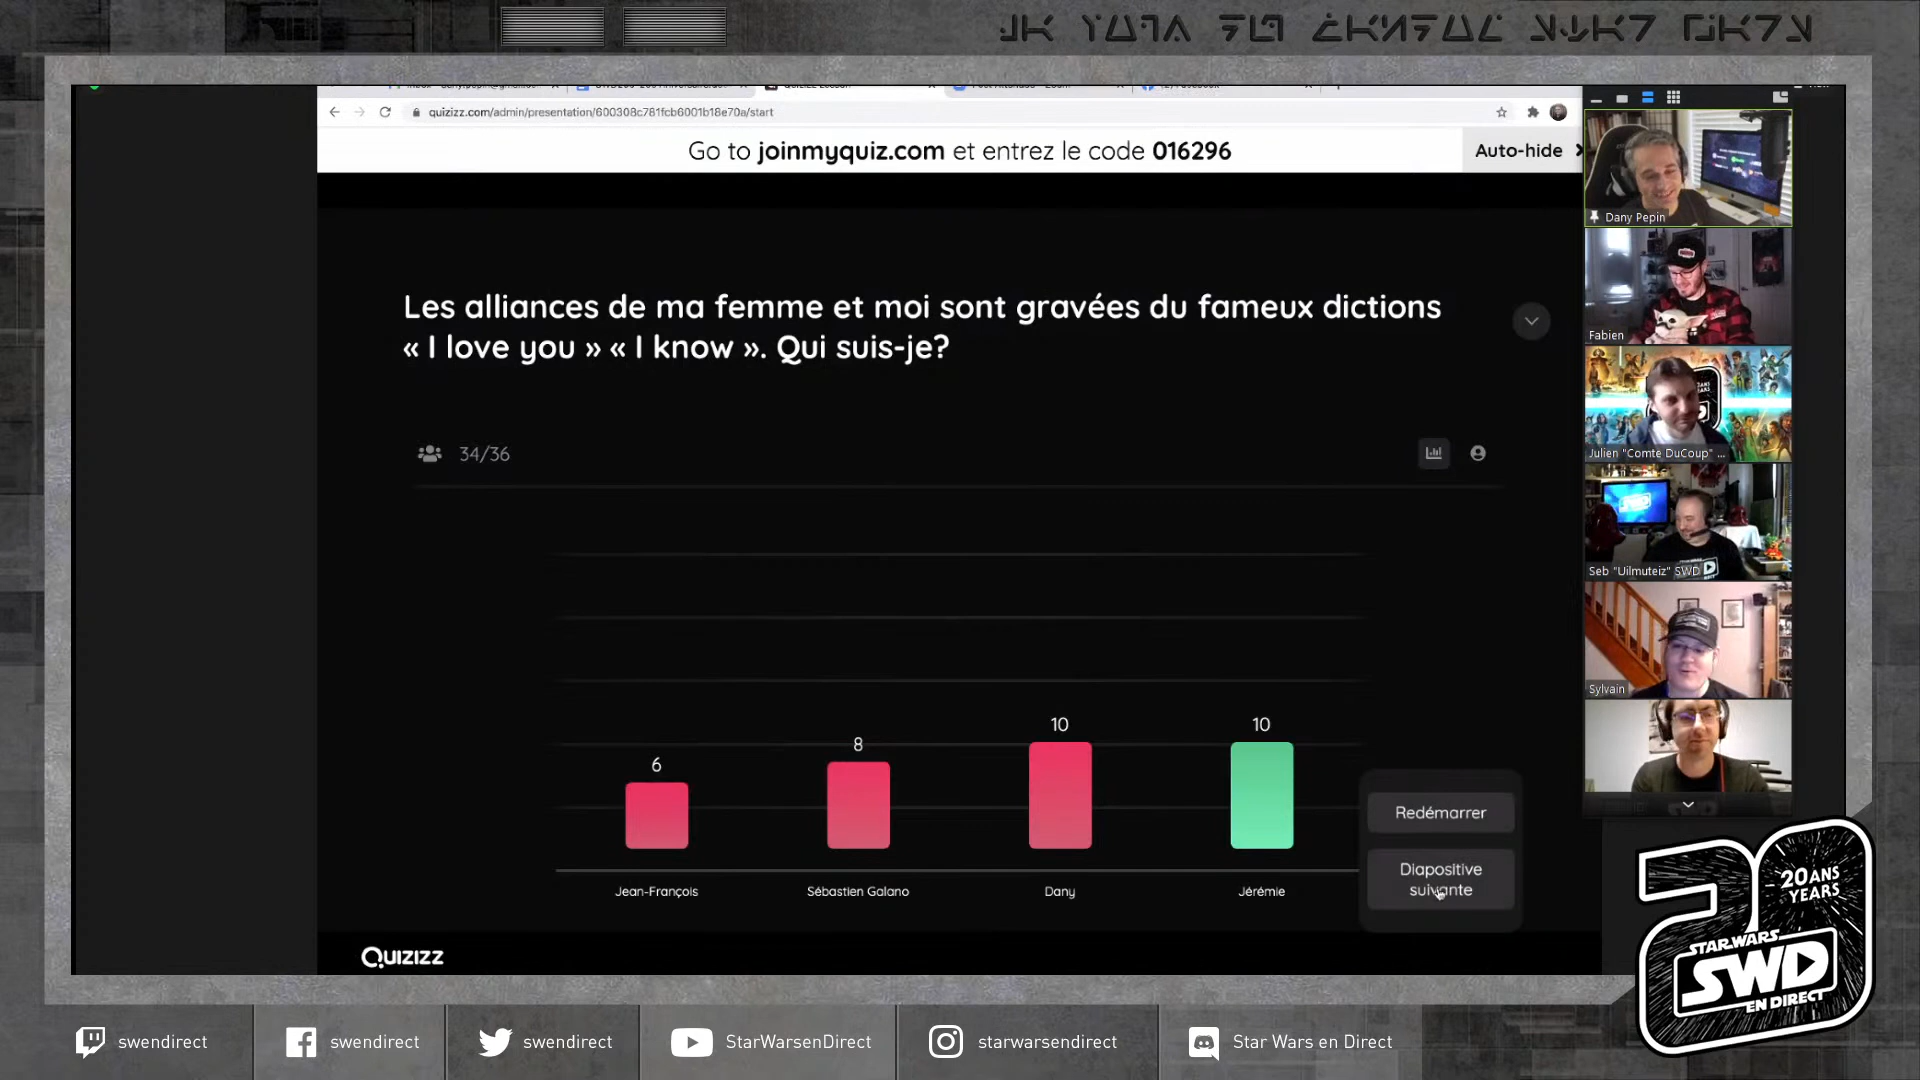 quizizz.com/admin/presentation/600308c781fcb6001b18e70a/start
Go to joinmyquiz.com et entrez le code 016296
Auto-hide
Les alliances de ma femme et moi sont gravées du fameux dictions
« I love you » « I know ». Qui suis-je?
34/36
6
8
10
10
Jean-François
Sébastien Galano
Dany
Jérémie
Redémarrer
Diapositive
suivante
QUIZIZZ
Dany Pepin
Fabien
Julien "Comte DuCoup" ...
Seb "Uilmuteiz" SWD
Sylvain
20 ANS
YEARS
STAR WARS
SWD
EN DIRECT
swendirect
swendirect
swendirect
StarWarsenDirect
starwarsendirect
Star Wars en Direct